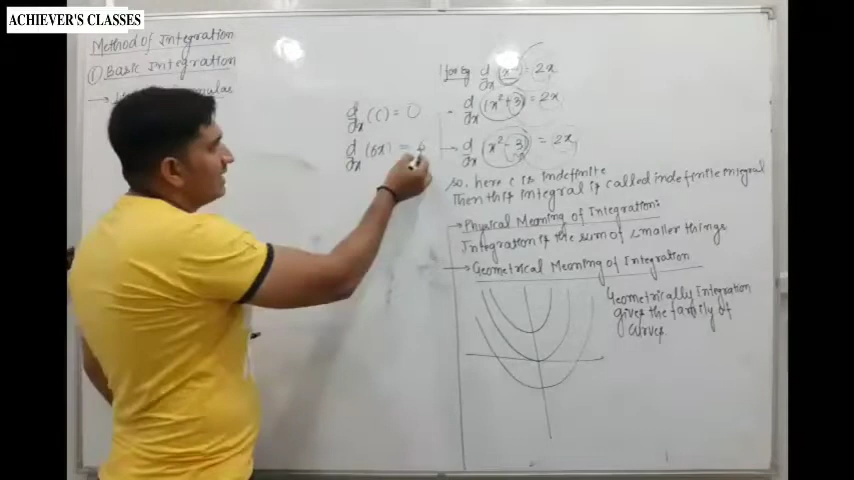 ACHIEVER'S CLASSES
Method of Integration
① Basic Integration
d/dx (c) = 0
d/dx (6x) = 6
d/dx (x²) = 2x
d/dx (x²+3) = 2x
→ d/dx (x²-3) = 2x
So, here c is indefinite
Then this integral is called indefinite integral
→ Physical Meaning of Integration:
Integration is the sum of smaller things
→ Geometrical Meaning of Integration
Geometrically Integration
gives the family of
curves.